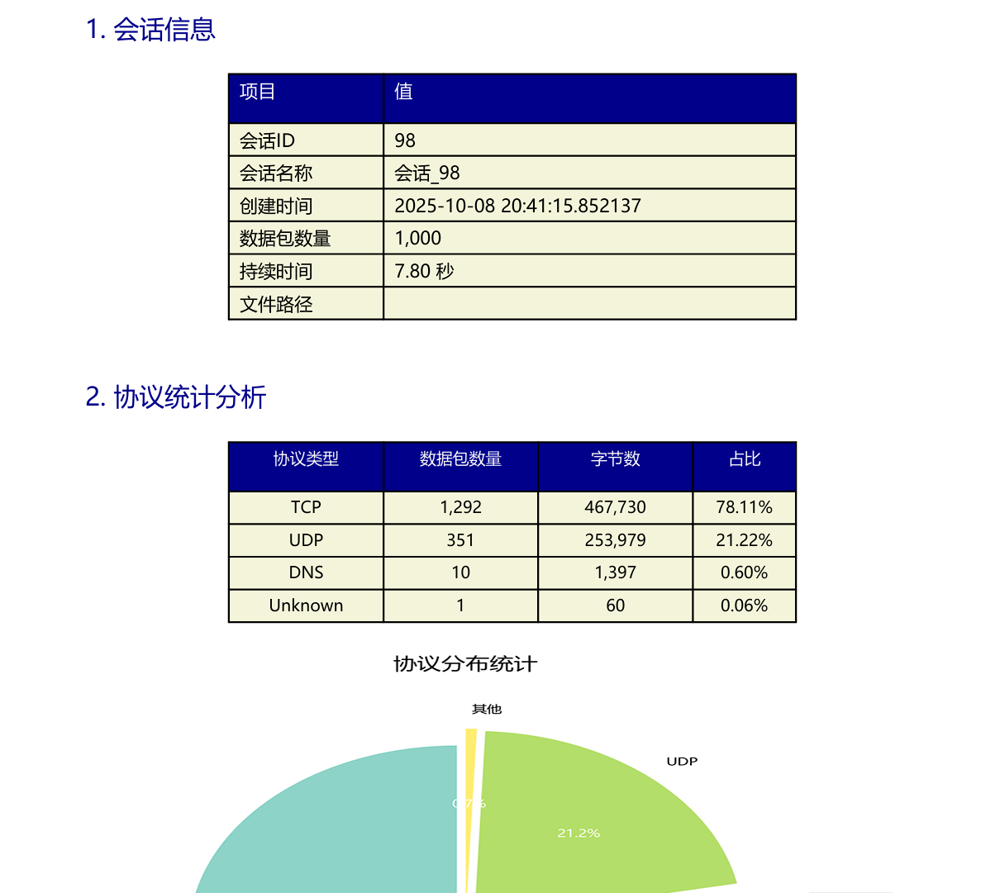 1. 会话信息
项目 值
会话ID 98
会话名称 会话_98
创建时间 2025-10-08 20:41:15.852137
数据包数量 1,000
持续时间 7.80 秒
文件路径
2. 协议统计分析
协议类型 数据包数量 字节数 占比
TCP 1,292 467,730 78.11%
UDP 351 253,979 21.22%
DNS 10 1,397 0.60%
Unknown 1 60 0.06%
协议分布统计
其他
UDP
0.7%
21.2%